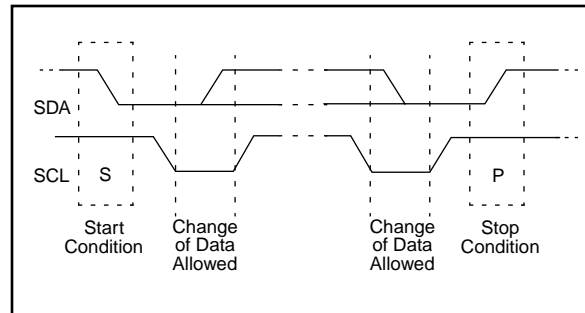 SDA
SCL
S
P
Start
Condition
Change
of Data
Allowed
Change
of Data
Allowed
Stop
Condition